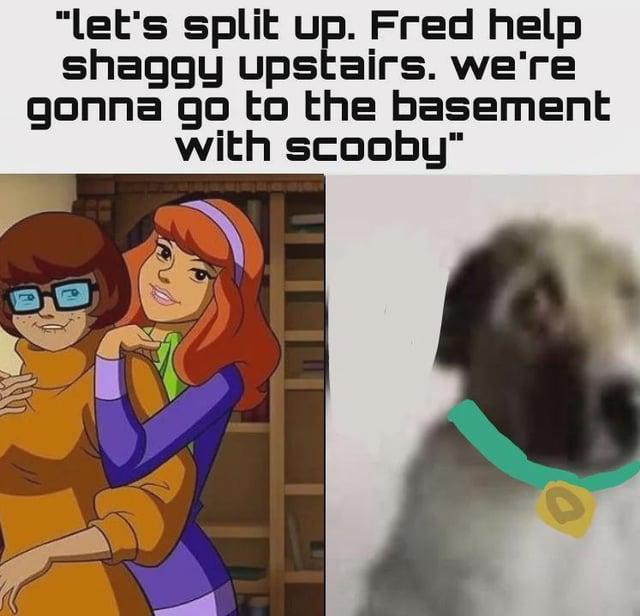 "let's split up. Fred help
shaggy upstairs. we're
gonna go to the basement
with scooby"